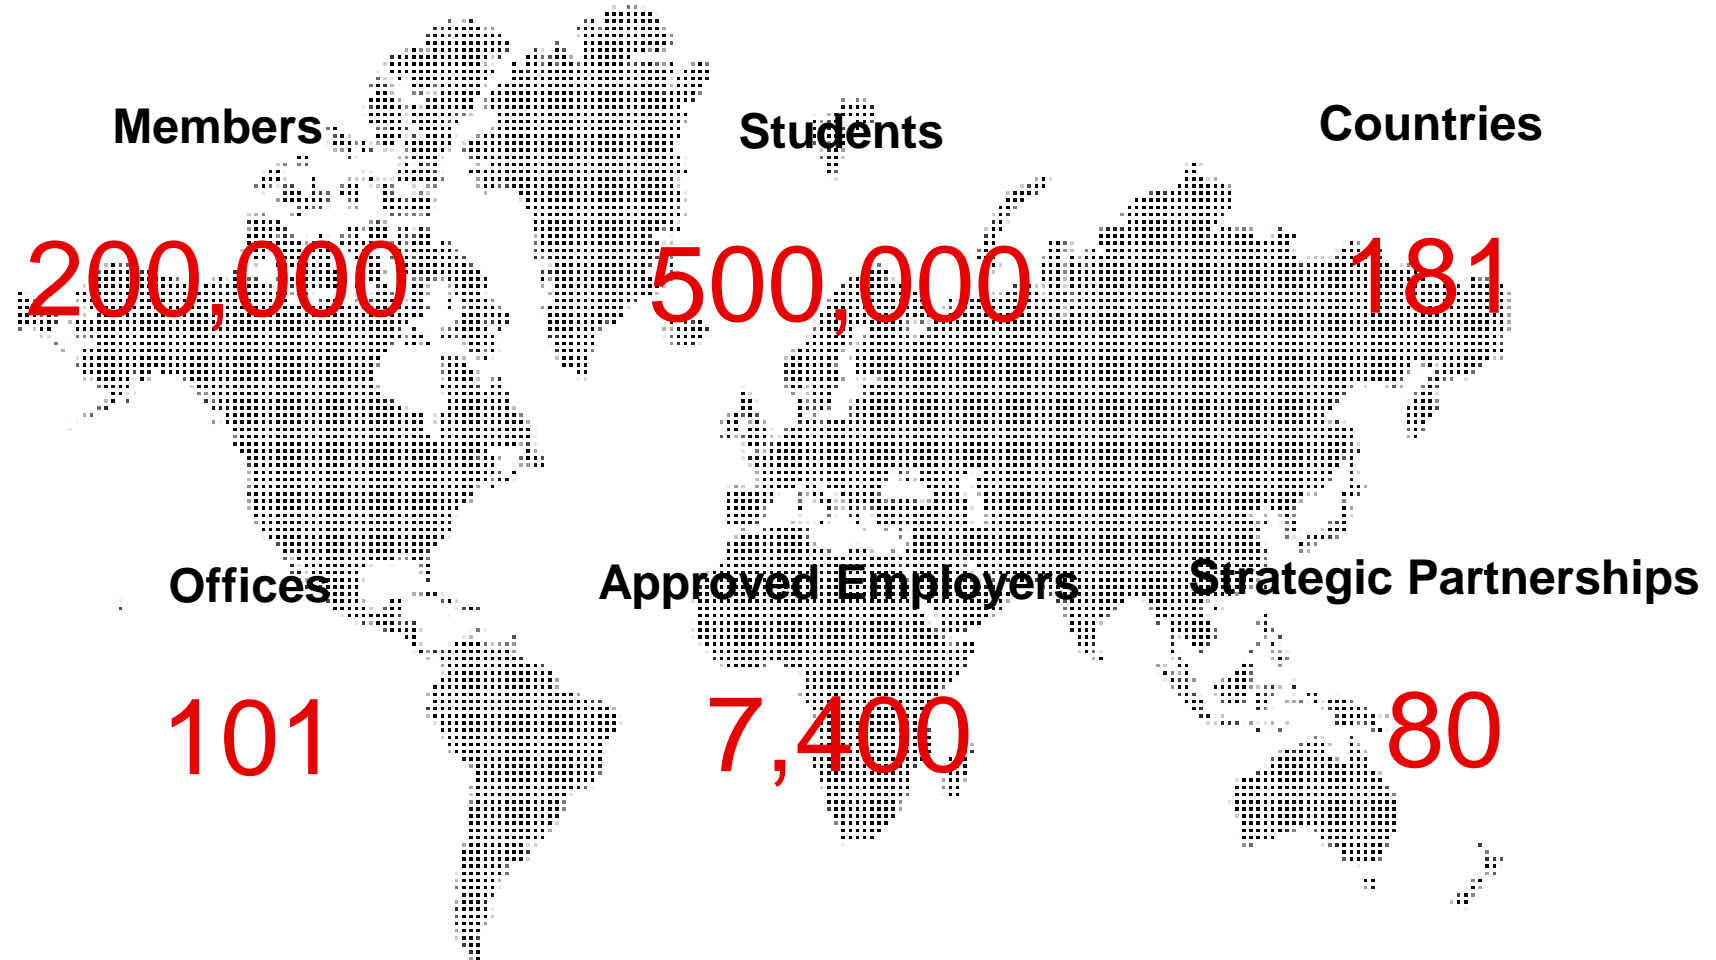 Members
Students
Countries
200,000
500,000
181
Offices
Approved Employers
Strategic Partnerships
101
7,400
80